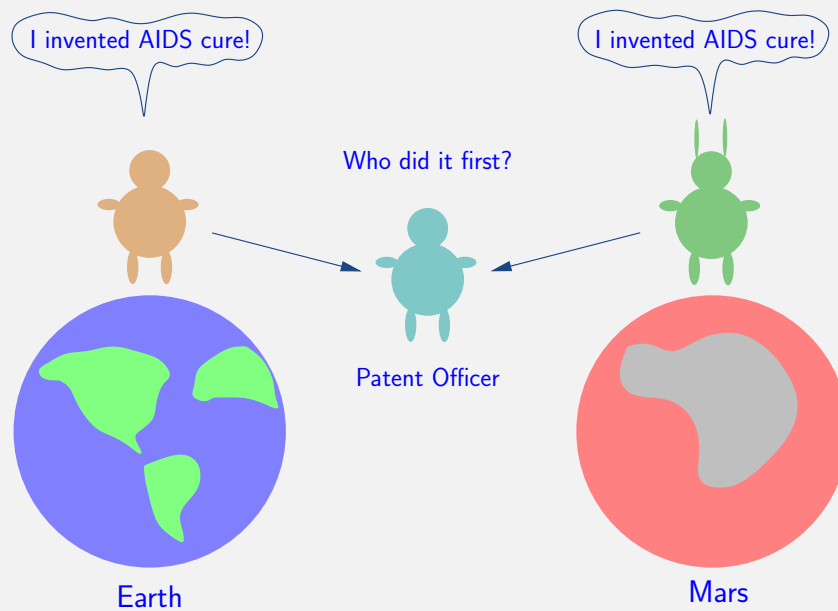 I invented AIDS cure!
I invented AIDS cure!
Who did it first?
Patent Officer
Earth
Mars